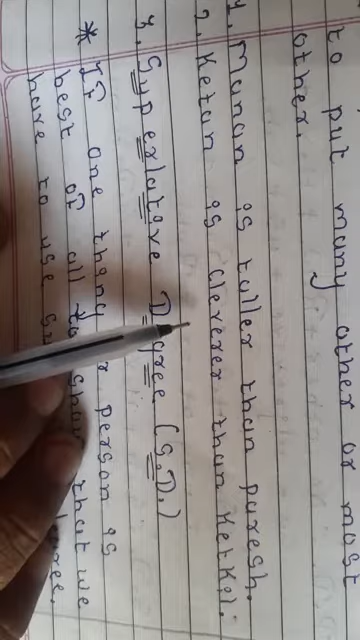 to put many other or most
other.
1. Manan is taller than paresh.
2. Ketan is cleverer than Ketki.
3. Superlative Degree (S.D.)
* If one thing or person is
best of all to show that we
have to use